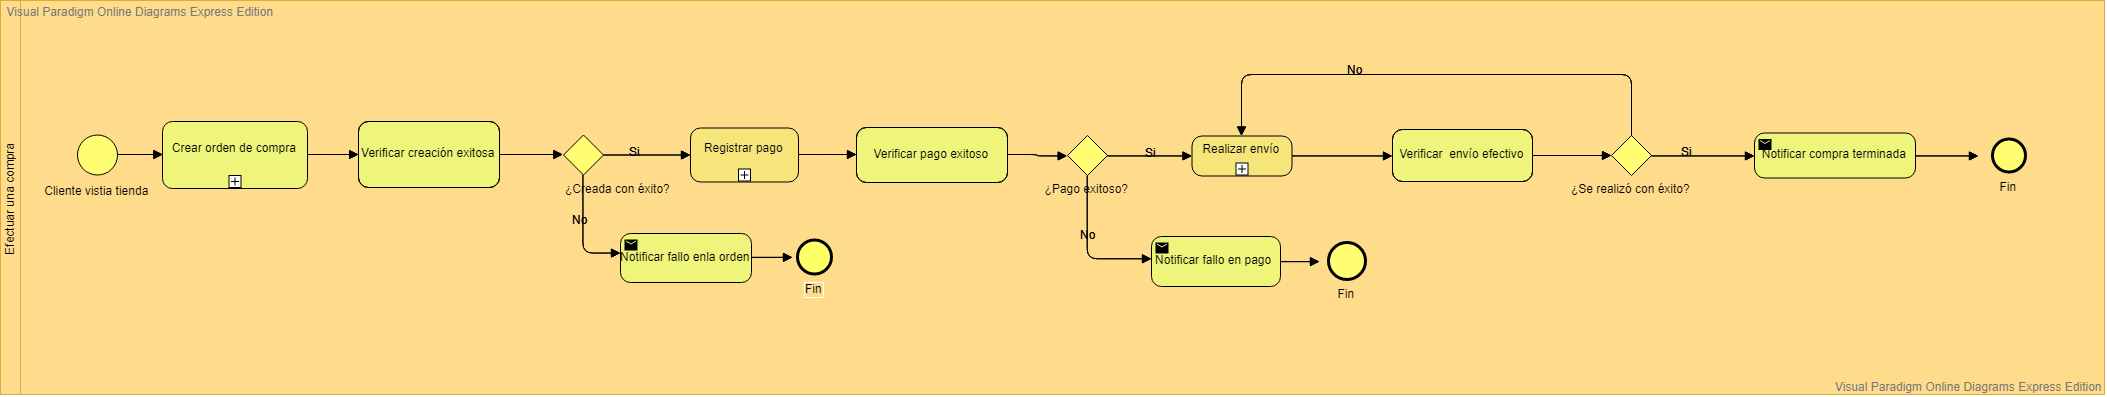 Visual Paradigm Online Diagrams Express Edition
Efectuar una compra
Cliente vistia tienda
Crear orden de compra
Verificar creación exitosa
¿Creada con éxito?
Si
No
Notificar fallo enla orden
Fin
Registrar pago
Verificar pago exitoso
¿Pago exitoso?
Si
No
Notificar fallo en pago
Fin
Realizar envío
Verificar envío efectivo
¿Se realizó con éxito?
No
Si
Notificar compra terminada
Fin
Visual Paradigm Online Diagrams Express Edition